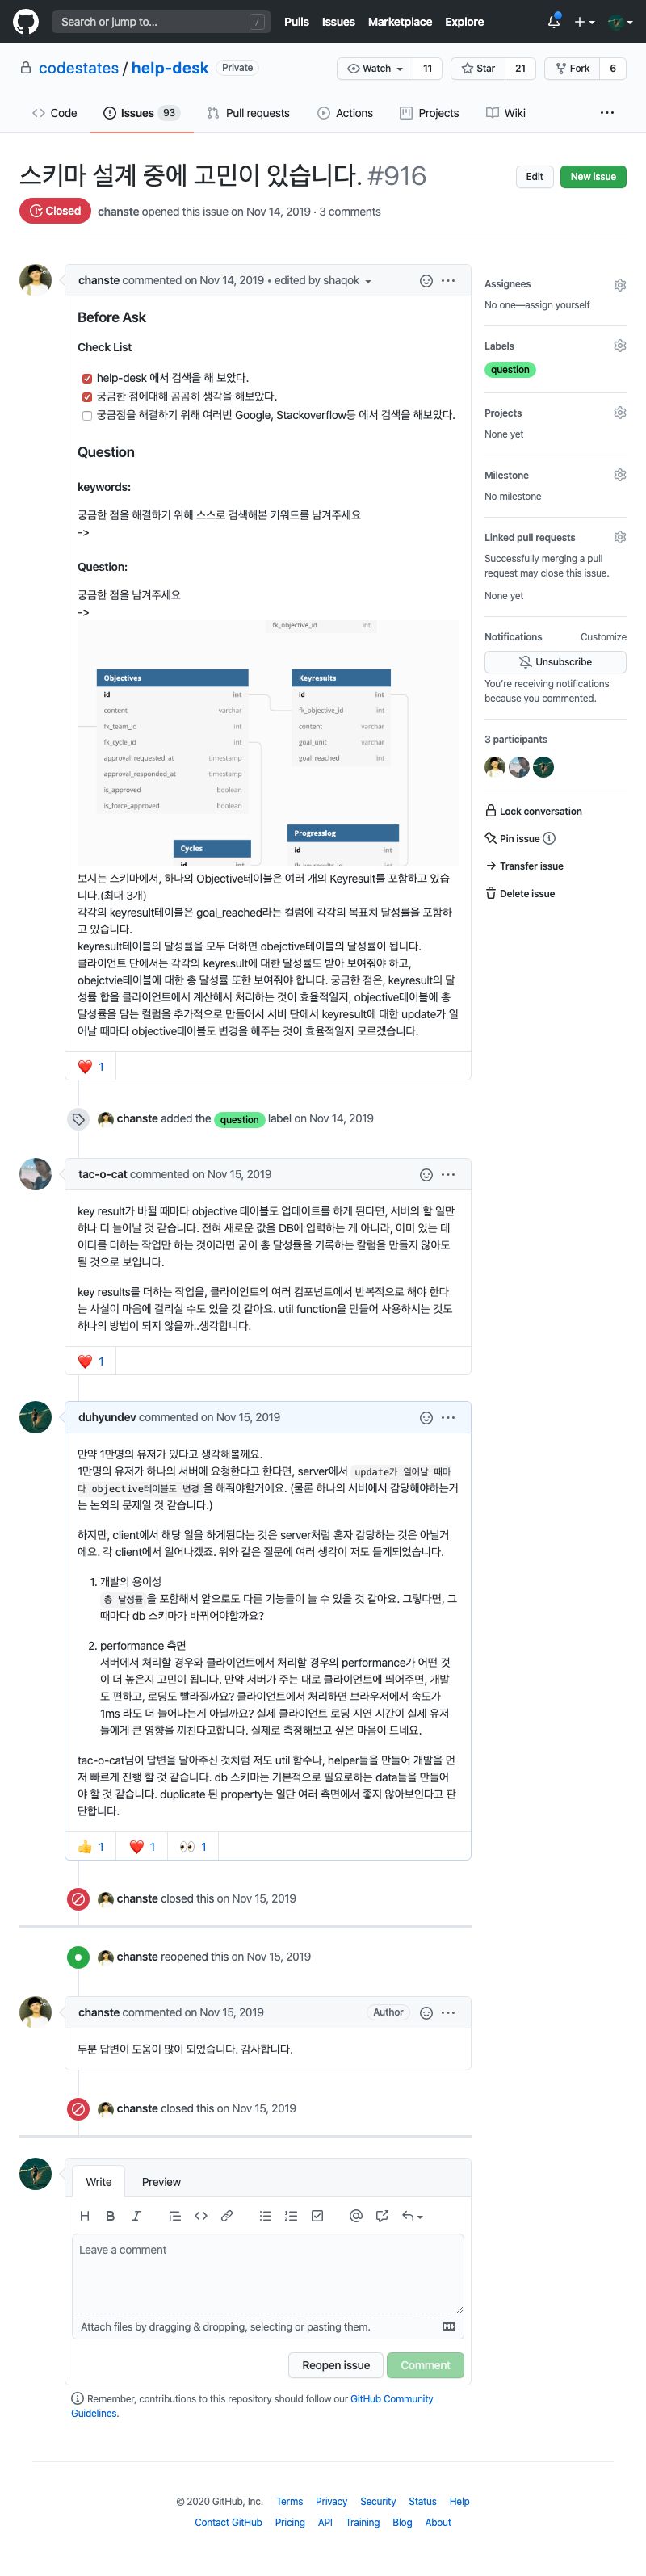 Search or jump to... /
Pulls Issues Marketplace Explore
codestates / help-desk Private
Watch 11 Star 21 Fork 6
Code Issues 93 Pull requests Actions Projects Wiki ...
스키마 설계 중에 고민이 있습니다. #916
Edit New issue
Closed chanste opened this issue on Nov 14, 2019 · 3 comments
chanste commented on Nov 14, 2019 • edited by shaqok
Before Ask
Check List
help-desk 에서 검색을 해 보았다.
궁금한 점에대해 곰곰히 생각을 해보았다.
궁금점을 해결하기 위해 여러번 Google, Stackoverflow등 에서 검색을 해보았다.
Question
keywords:
궁금한 점을 해결하기 위해 스스로 검색해본 키워드를 남겨주세요
->
Question:
궁금한 점을 남겨주세요
->
fk_objective_id int
Objectives
id int
content varchar
fk_team_id int
fk_cycle_id int
approval_requested_at timestamp
approval_responded_at timestamp
is_approved boolean
is_force_approved boolean
Keyresults
id int
fk_objective_id int
content varchar
goal_unit varchar
goal_reached int
Cycles
id int
Progresslog
id int
보시는 스키마에서, 하나의 Objective테이블은 여러 개의 Keyresult를 포함하고 있습
니다.(최대 3개)
각각의 keyresult테이블은 goal_reached라는 컬럼에 각각의 목표치 달성률을 포함하
고 있습니다.
keyresult테이블의 달성률을 모두 더하면 obejctive테이블의 달성률이 됩니다.
클라이언트 단에서는 각각의 keyresult에 대한 달성률도 받아 보여줘야 하고,
obejctvie테이블에 대한 총 달성률 또한 보여줘야 합니다. 궁금한 점은, keyresult의 달
성률 합을 클라이언트에서 계산해서 처리하는 것이 효율적일지, objective테이블에 총
달성률을 담는 컬럼을 추가적으로 만들어서 서버 단에서 keyresult에 대한 update가 일
어날 때마다 objective테이블도 변경을 해주는 것이 효율적일지 모르겠습니다.
❤️ 1
chanste added the question label on Nov 14, 2019
tac-o-cat commented on Nov 15, 2019
key result가 바뀔 때마다 objective 테이블도 업데이트를 하게 된다면, 서버의 할 일만
하나 더 늘어날 것 같습니다. 전혀 새로운 값을 DB에 입력하는 게 아니라, 이미 있는 데
이터를 더하는 작업만 하는 것이라면 굳이 총 달성률을 기록하는 칼럼을 만들지 않아도
될 것으로 보입니다.
key results를 더하는 작업을, 클라이언트의 여러 컴포넌트에서 반복적으로 해야 한다
는 사실이 마음에 걸리실 수도 있을 것 같아요. util function을 만들어 사용하시는 것도
하나의 방법이 되지 않을까..생각합니다.
❤️ 1
duhyundev commented on Nov 15, 2019
만약 1만명의 유저가 있다고 생각해볼께요.
1만명의 유저가 하나의 서버에 요청한다고 한다면, server에서 update가 일어날 때마
다 objective테이블도 변경 을 해줘야할거에요. (물론 하나의 서버에서 감당해야하는거
는 논외의 문제일 것 같습니다.)
하지만, client에서 해당 일을 하게된다는 것은 server처럼 혼자 감당하는 것은 아닐거
에요. 각 client에서 일어나겠죠. 위와 같은 질문에 여러 생각이 저도 들게되었습니다.
1. 개발의 용이성
총 달성률 을 포함해서 앞으로도 다른 기능들이 늘 수 있을 것 같아요. 그렇다면, 그
때마다 db 스키마가 바뀌어야할까요?
2. performance 측면
서버에서 처리할 경우와 클라이언트에서 처리할 경우의 performance가 어떤 것
이 더 높은지 고민이 됩니다. 만약 서버가 주는 대로 클라이언트에 띄어주면, 개발
도 편하고, 로딩도 빨라질까요? 클라이언트에서 처리하면 브라우저에서 속도가
1ms 라도 더 늘어나는게 아닐까요? 실제 클라이언트 로딩 지연 시간이 실제 유저
들에게 큰 영향을 끼친다고합니다. 실제로 측정해보고 싶은 마음이 드네요.
tac-o-cat님이 답변을 달아주신 것처럼 저도 util 함수나, helper들을 만들어 개발을 먼
저 빠르게 진행 할 것 같습니다. db 스키마는 기본적으로 필요로하는 data들을 만들어
야 할 것 같습니다. duplicate 된 property는 일단 여러 측면에서 좋지 않아보인다고 판
단합니다.
👍 1 ❤️ 1 👀 1
chanste closed this on Nov 15, 2019
chanste reopened this on Nov 15, 2019
chanste commented on Nov 15, 2019 Author
두분 답변이 도움이 많이 되었습니다. 감사합니다.
chanste closed this on Nov 15, 2019
Write Preview
H B I
Leave a comment
Attach files by dragging & dropping, selecting or pasting them.
Reopen issue Comment
Remember, contributions to this repository should follow our GitHub Community
Guidelines.
Assignees
No one—assign yourself
Labels
question
Projects
None yet
Milestone
No milestone
Linked pull requests
Successfully merging a pull
request may close this issue.
None yet
Notifications Customize
Unsubscribe
You're receiving notifications
because you commented.
3 participants
Lock conversation
Pin issue
Transfer issue
Delete issue
© 2020 GitHub, Inc. Terms Privacy Security Status Help
Contact GitHub Pricing API Training Blog About